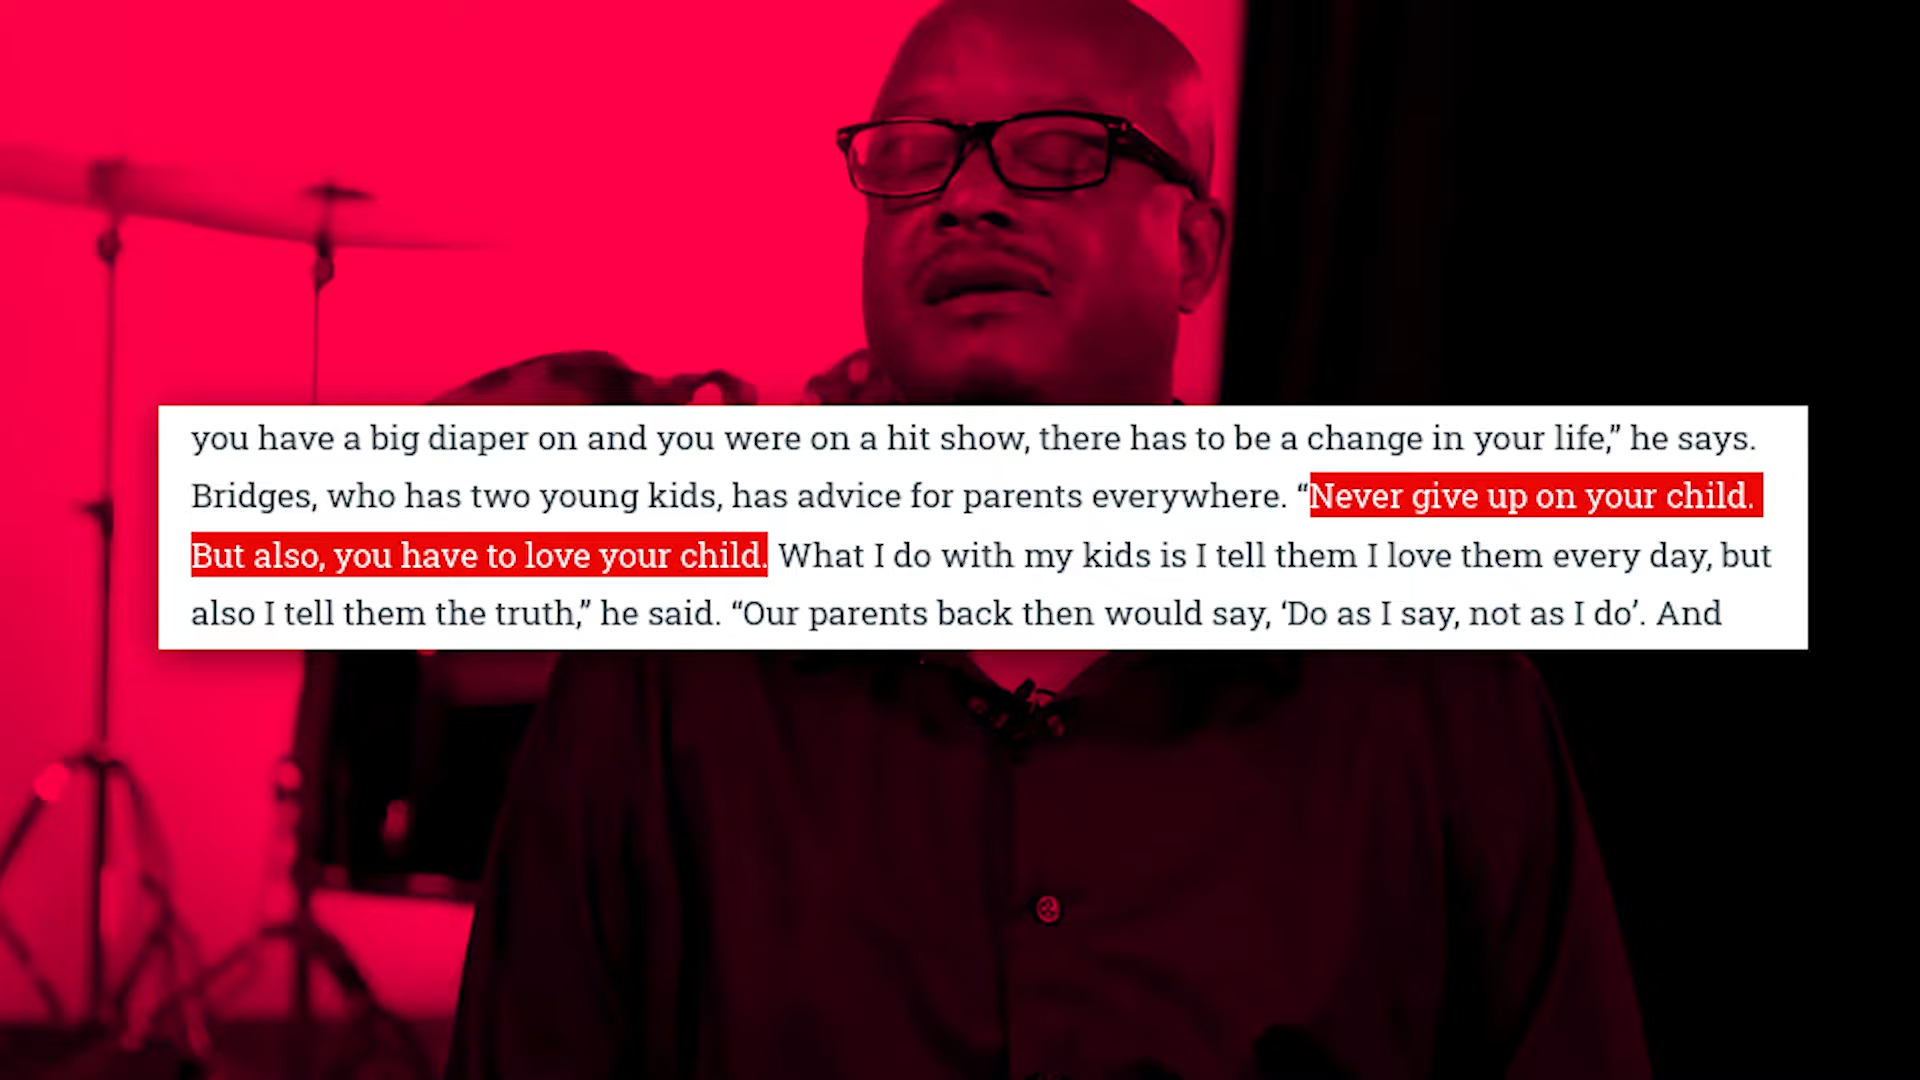 you have a big diaper on and you were on a hit show, there has to be a change in your life,” he says.
Bridges, who has two young kids, has advice for parents everywhere. “Never give up on your child.
But also, you have to love your child. What I do with my kids is I tell them I love them every day, but
also I tell them the truth,” he said. “Our parents back then would say, ‘Do as I say, not as I do’. And